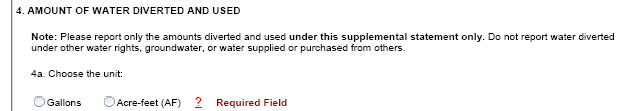 4. AMOUNT OF WATER DIVERTED AND USED
Note: Please report only the amounts diverted and used under this supplemental statement only. Do not report water diverted
under other water rights, groundwater, or water supplied or purchased from others.
4a. Choose the unit:
Gallons Acre-feet (AF) ? Required Field